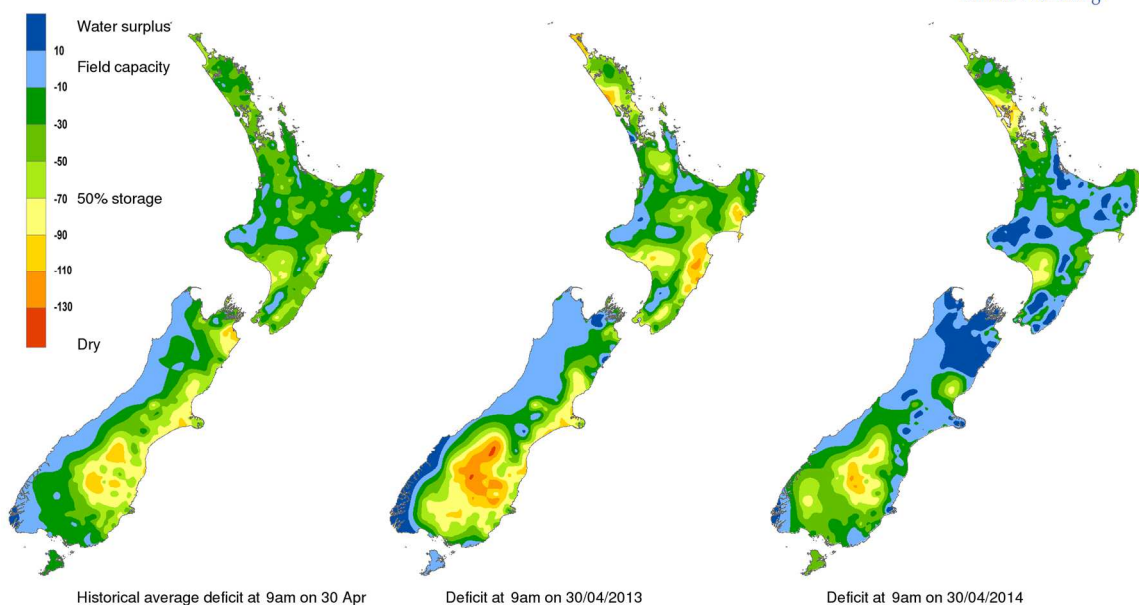 Water surplus
10
Field capacity
-10
-30
-50
50% storage
-70
-90
-110
-130
Dry
Historical average deficit at 9am on 30 Apr
Deficit at 9am on 30/04/2013
Deficit at 9am on 30/04/2014